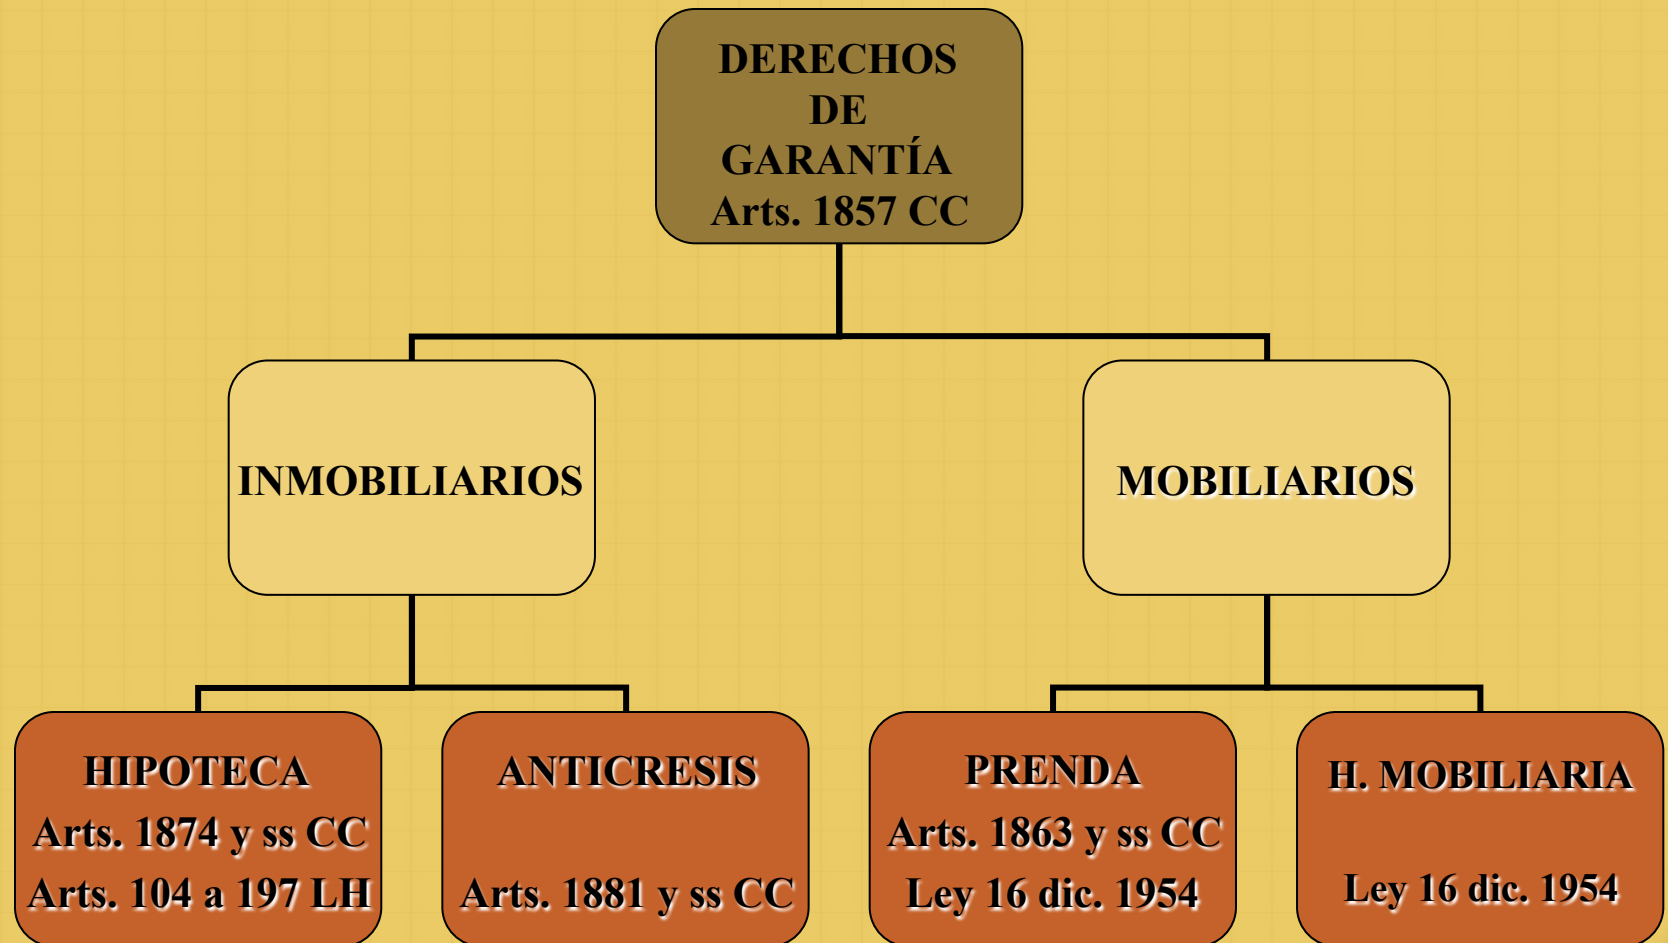 DERECHOS
DE
GARANTÍA
Arts. 1857 CC
INMOBILIARIOS
MOBILIARIOS
HIPOTECA
Arts. 1874 y ss CC
Arts. 104 a 197 LH
ANTICRESIS
Arts. 1881 y ss CC
PRENDA
Arts. 1863 y ss CC
Ley 16 dic. 1954
H. MOBILIARIA
Ley 16 dic. 1954